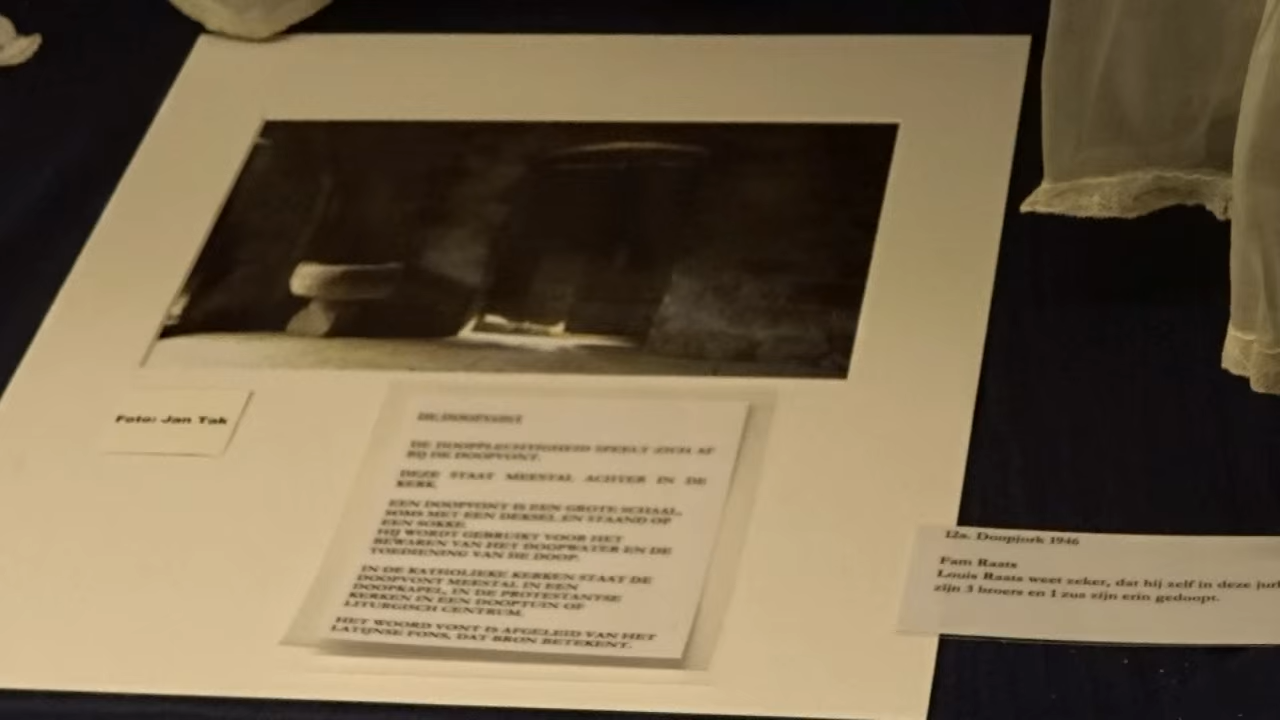 Foto: Jan Tak
DE DOOPVONT
DE DOOPPLECHTIGHEID SPEELT ZICH AF
BIJ DE DOOPVONT.
DEZE STAAT MEESTAL ACHTER IN DE
KERK.
EEN DOOPVONT IS EEN GROTE SCHAAL,
SOMS MET EEN DEKSEL EN STAAND OP
EEN SOKKE.
HIJ WORDT GEBRUIKT VOOR HET
BEWAREN VAN HET DOOPWATER EN DE
TOEDIENING VAN DE DOOP.
IN DE KATHOLIEKE KERKEN STAAT DE
DOOPVONT MEESTAL IN EEN
DOOPKAPEL, IN DE PROTESTANTSE
KERKEN IN EEN DOOPTUIN OF
LITURGISCH CENTRUM.
HET WOORD VONT IS AFGELEID VAN HET
LATIJNSE FONS, DAT BRON BETEKENT.
12a. Doopjurk 1946
Fam Raats
Louis Raats weet zeker, dat hij zelf in deze
zijn 3 broers en 1 zus zijn erin gedoopt.